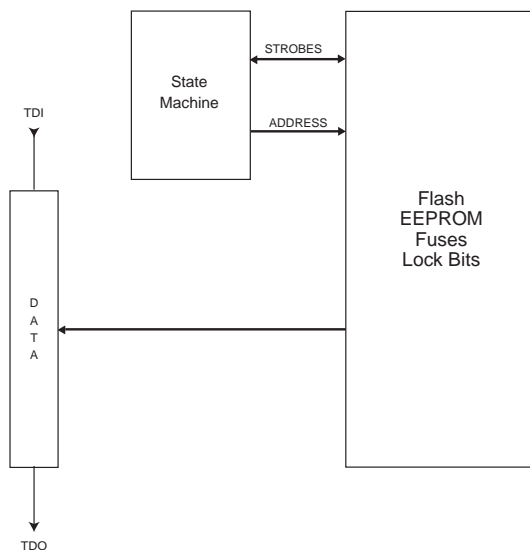 STROBES
State
Machine
ADDRESS
TDI
Flash
EEPROM
Fuses
Lock Bits
D
A
T
A
TDO